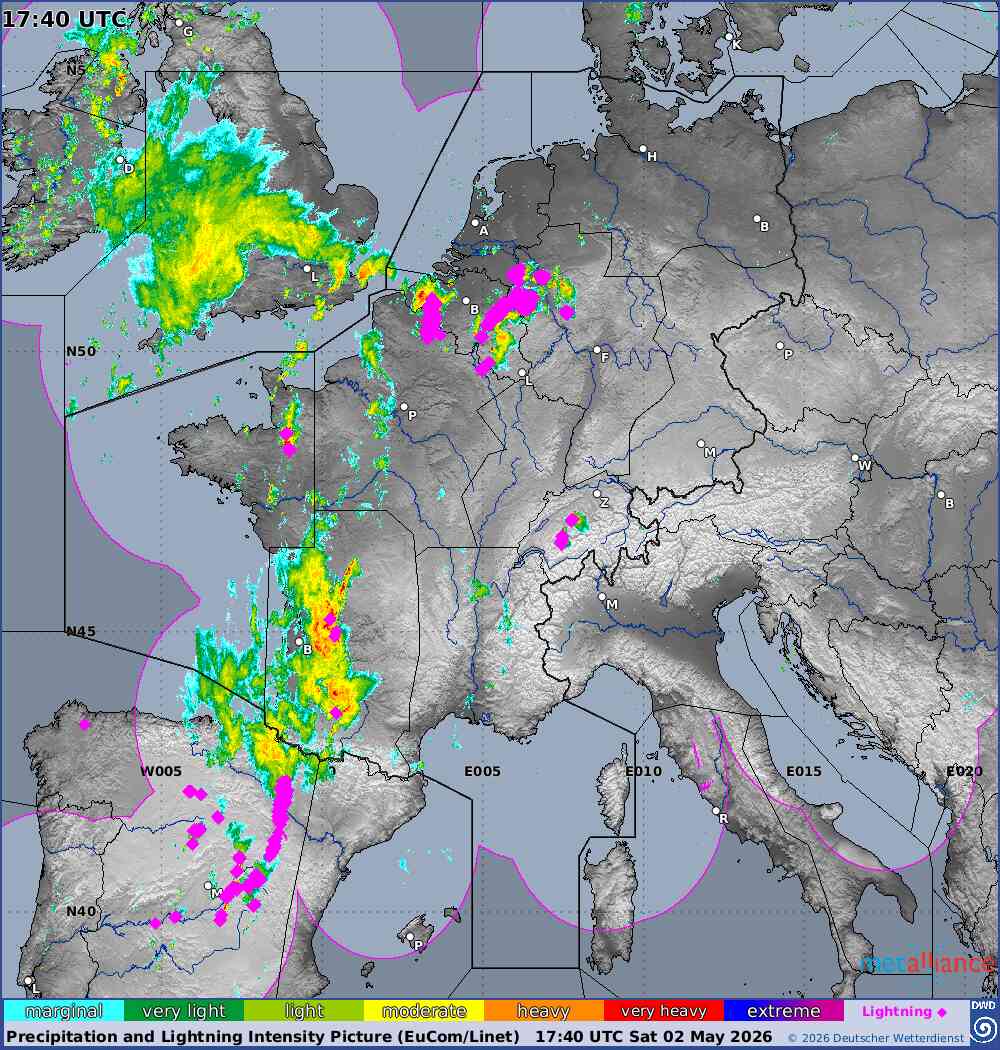 17:40 UTC
G
K
N5
H
D
A
B
L
B
N50
F
P
L
P
M
W
Z
B
M
N45
B
W005
E005
E010
E015
E020
R
M
N40
P
L
metalliance
marginal very light light moderate heavy very heavy extreme Lightning ◆ DWD
Precipitation and Lightning Intensity Picture (EuCom/Linet) 17:40 UTC Sat 02 May 2026 © 2026 Deutscher Wetterdienst